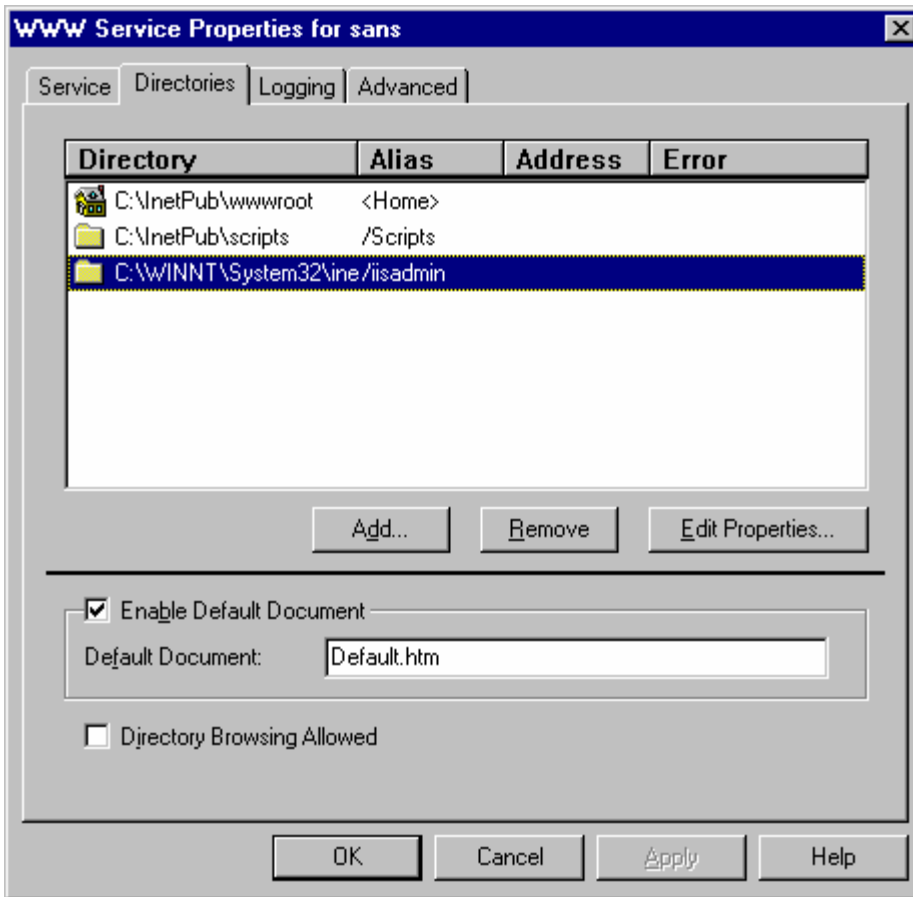 WWW Service Properties for sans
Service Directories Logging Advanced
Directory Alias Address Error
C:\InetPub\wwwroot <Home>
C:\InetPub\scripts /Scripts
C:\WINNT\System32\ine /iisadmin
Add... Remove Edit Properties...
Enable Default Document
Default Document: Default.htm
Directory Browsing Allowed
OK Cancel Apply Help